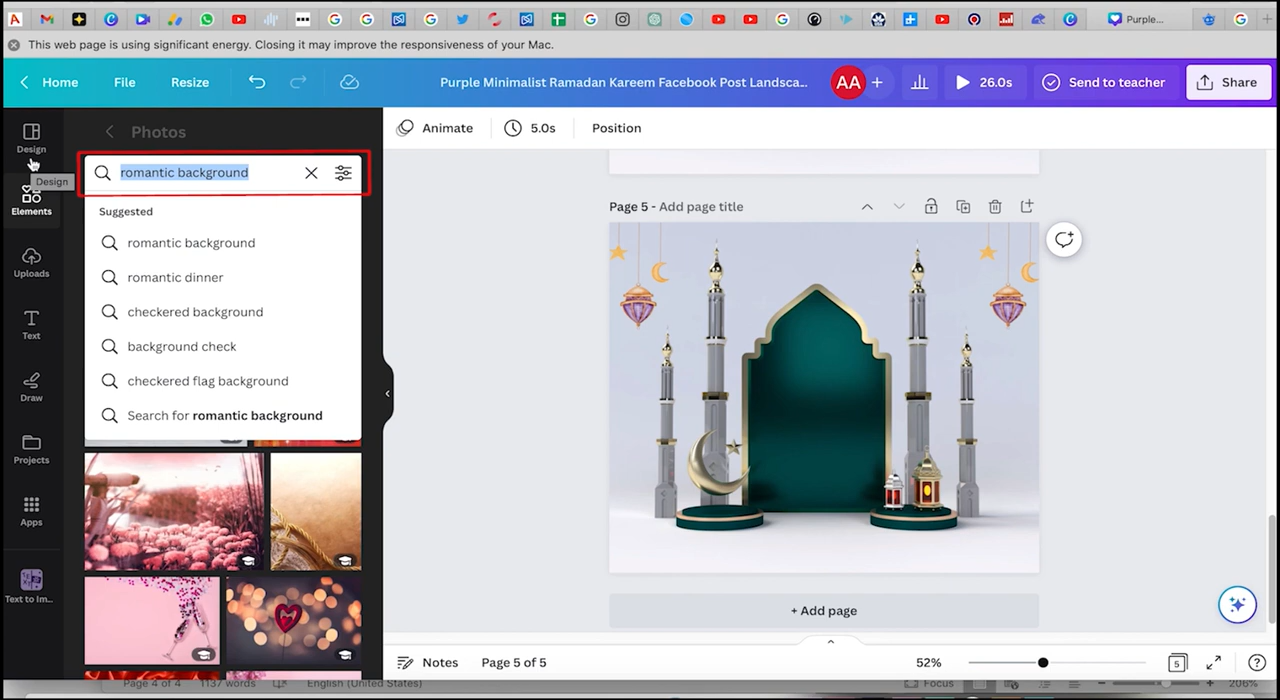 This web page is using significant energy. Closing it may improve the responsiveness of your Mac.
Purple...
Home
File
Resize
Purple Minimalist Ramadan Kareem Facebook Post Landsca...
AA
+
26.0s
Send to teacher
Share
Design
Design
Elements
Uploads
Text
Draw
Projects
Apps
Text to Im...
Photos
romantic background
Suggested
romantic background
romantic dinner
checkered background
background check
checkered flag background
Search for romantic background
Animate
5.0s
Position
Page 5 - Add page title
+ Add page
Notes
Page 5 of 5
52%
5
Page 4 of 4
1137 words
English (United States)
Focus
206%